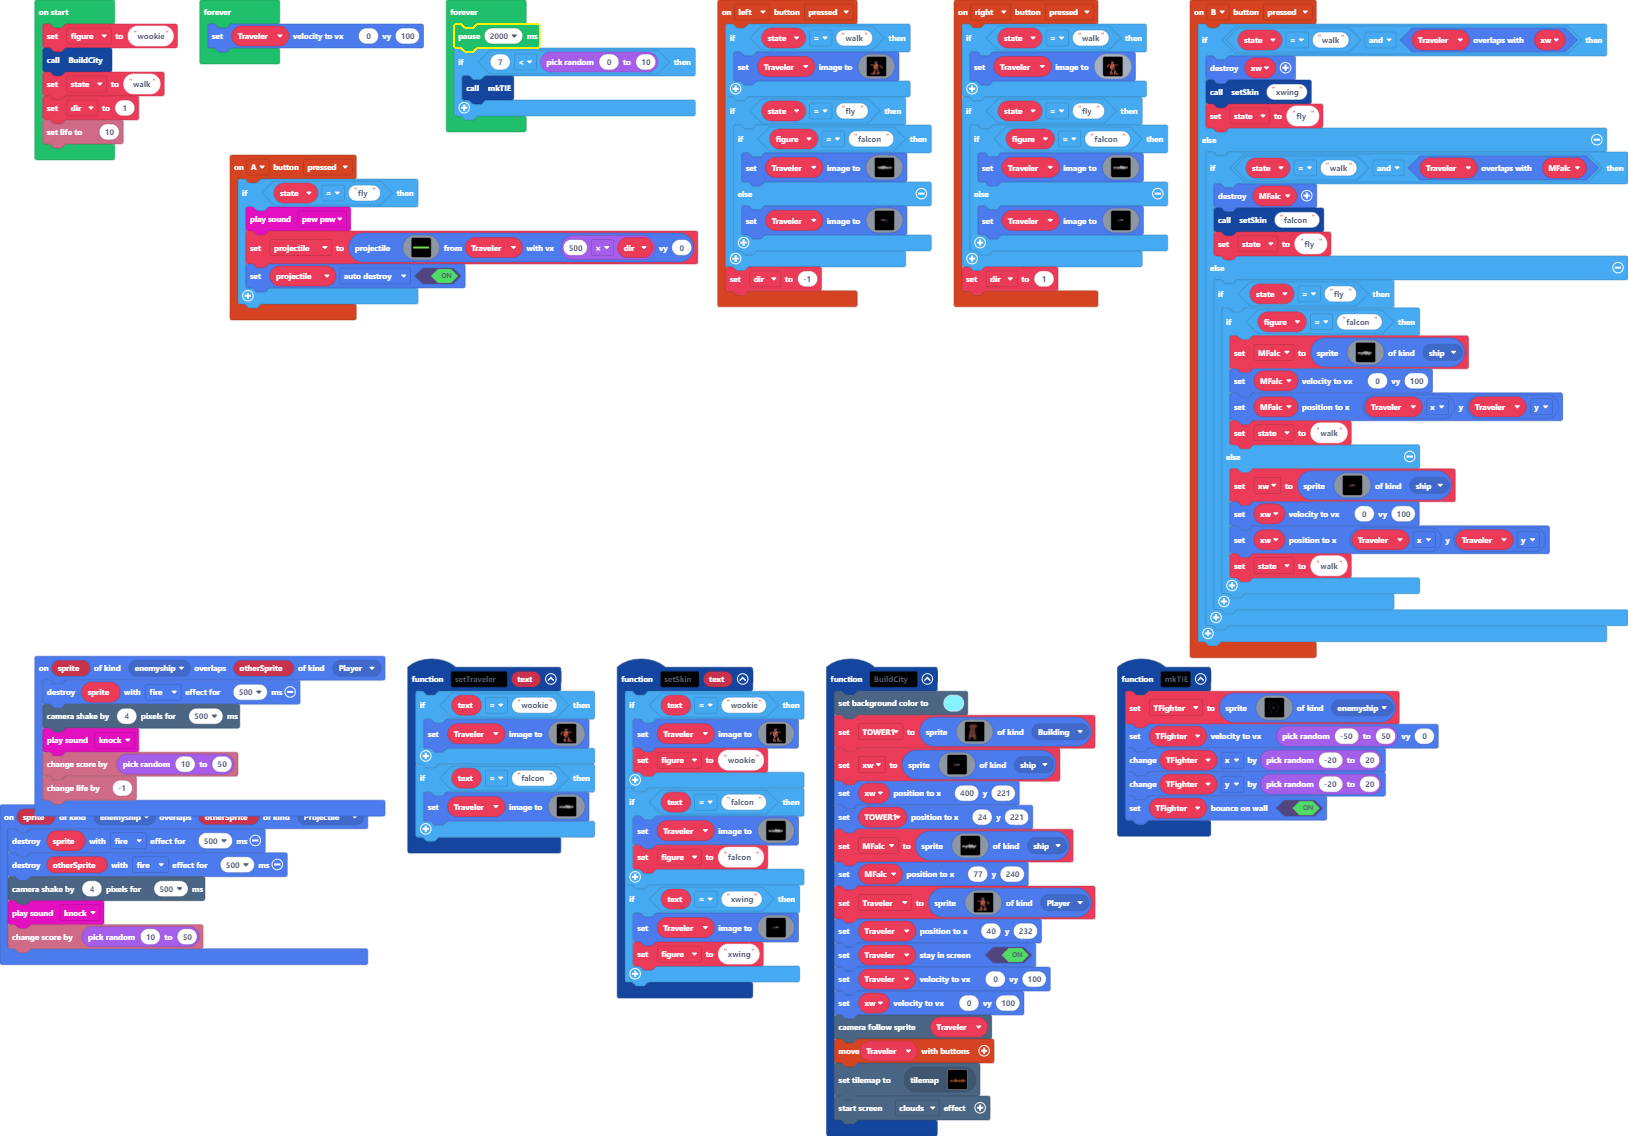 on start
set figure to "wookie"
call BuildCity
set state to "walk"
set dir to 1
set life to 10
forever
set Traveler velocity to vx 0 vy 100
forever
pause 2000 ms
if 7 < pick random 0 to 10 then
call mkTIE
on A button pressed
if state = "fly" then
play sound pew pew
set projectile to projectile from Traveler with vx 500 x dir vy 0
set projectile auto destroy ON
on left button pressed
if state = "walk" then
set Traveler image to
if state = "fly" then
if figure = "falcon" then
set Traveler image to
else
set Traveler image to
set dir to -1
on right button pressed
if state = "walk" then
set Traveler image to
if state = "fly" then
if figure = "falcon" then
set Traveler image to
else
set Traveler image to
set dir to 1
on B button pressed
if state = "walk" and Traveler overlaps with xw then
destroy xw
call setSkin "xwing"
set state to "fly"
else
if state = "walk" and Traveler overlaps with MFalc then
destroy MFalc
call setSkin "falcon"
set state to "fly"
else
if state = "fly" then
if figure = "falcon" then
set MFalc to sprite of kind ship
set MFalc velocity to vx 0 vy 100
set MFalc position to x Traveler x y Traveler y
set state to "walk"
else
set xw to sprite of kind ship
set xw velocity to vx 0 vy 100
set xw position to x Traveler x y Traveler y
set state to "walk"
on sprite of kind enemyship overlaps otherSprite of kind Player
destroy sprite with fire effect for 500 ms
camera shake by 4 pixels for 500 ms
play sound knock
change score by pick random 10 to 50
change life by -1
on sprite of kind enemyship overlaps otherSprite of kind Projectile
destroy sprite with fire effect for 500 ms
destroy otherSprite with fire effect for 500 ms
camera shake by 4 pixels for 500 ms
play sound knock
change score by pick random 10 to 50
function setTraveler text
if text = "wookie" then
set Traveler image to
if text = "falcon" then
set Traveler image to
function setSkin text
if text = "wookie" then
set Traveler image to
set figure to "wookie"
if text = "falcon" then
set Traveler image to
set figure to "falcon"
if text = "xwing" then
set Traveler image to
set figure to "xwing"
function BuildCity
set background color to
set TOWER1 to sprite of kind Building
set xw to sprite of kind ship
set xw position to x 400 y 221
set TOWER1 position to x 24 y 221
set MFalc to sprite of kind ship
set MFalc position to x 77 y 240
set Traveler to sprite of kind Player
set Traveler position to x 40 y 232
set Traveler stay in screen ON
set Traveler velocity to vx 0 vy 100
set xw velocity to vx 0 vy 100
camera follow sprite Traveler
move Traveler with buttons
set tilemap to tilemap
start screen clouds effect
function mkTIE
set TFighter to sprite of kind enemyship
set TFighter velocity to vx pick random -50 to 50 vy 0
change TFighter x by pick random -20 to 20
change TFighter y by pick random -20 to 20
set TFighter bounce on wall ON